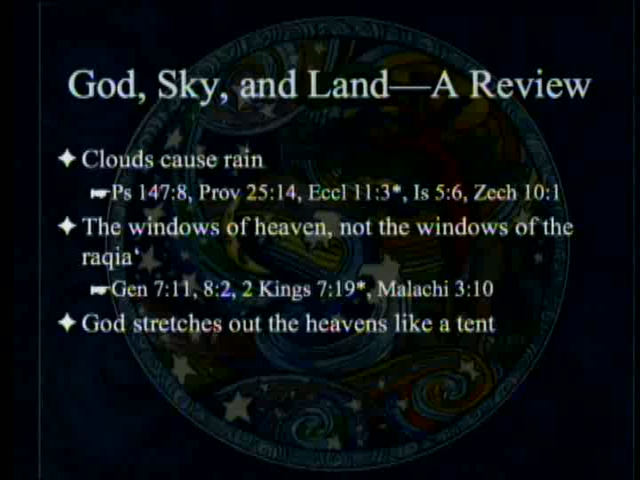 God, Sky, and Land—A Review
Clouds cause rain
Ps 147:8, Prov 25:14, Eccl 11:3*, Is 5:6, Zech 10:1
The windows of heaven, not the windows of the
raqia‘
Gen 7:11, 8:2, 2 Kings 7:19*, Malachi 3:10
God stretches out the heavens like a tent